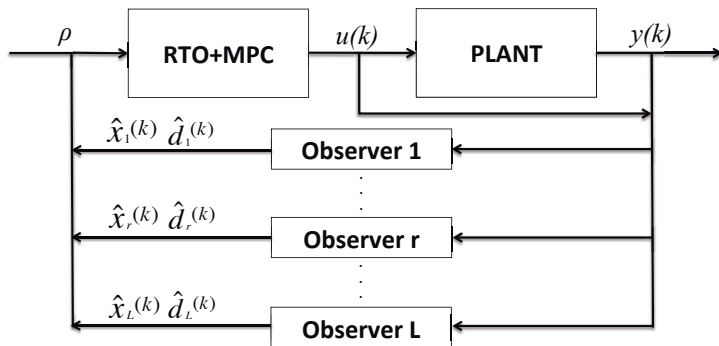 ρ RTO+MPC u(k) PLANT y(k)
x̂₁(k) d̂₁(k) Observer 1
x̂ᵣ(k) d̂ᵣ(k) Observer r
x̂_L(k) d̂_L(k) Observer L